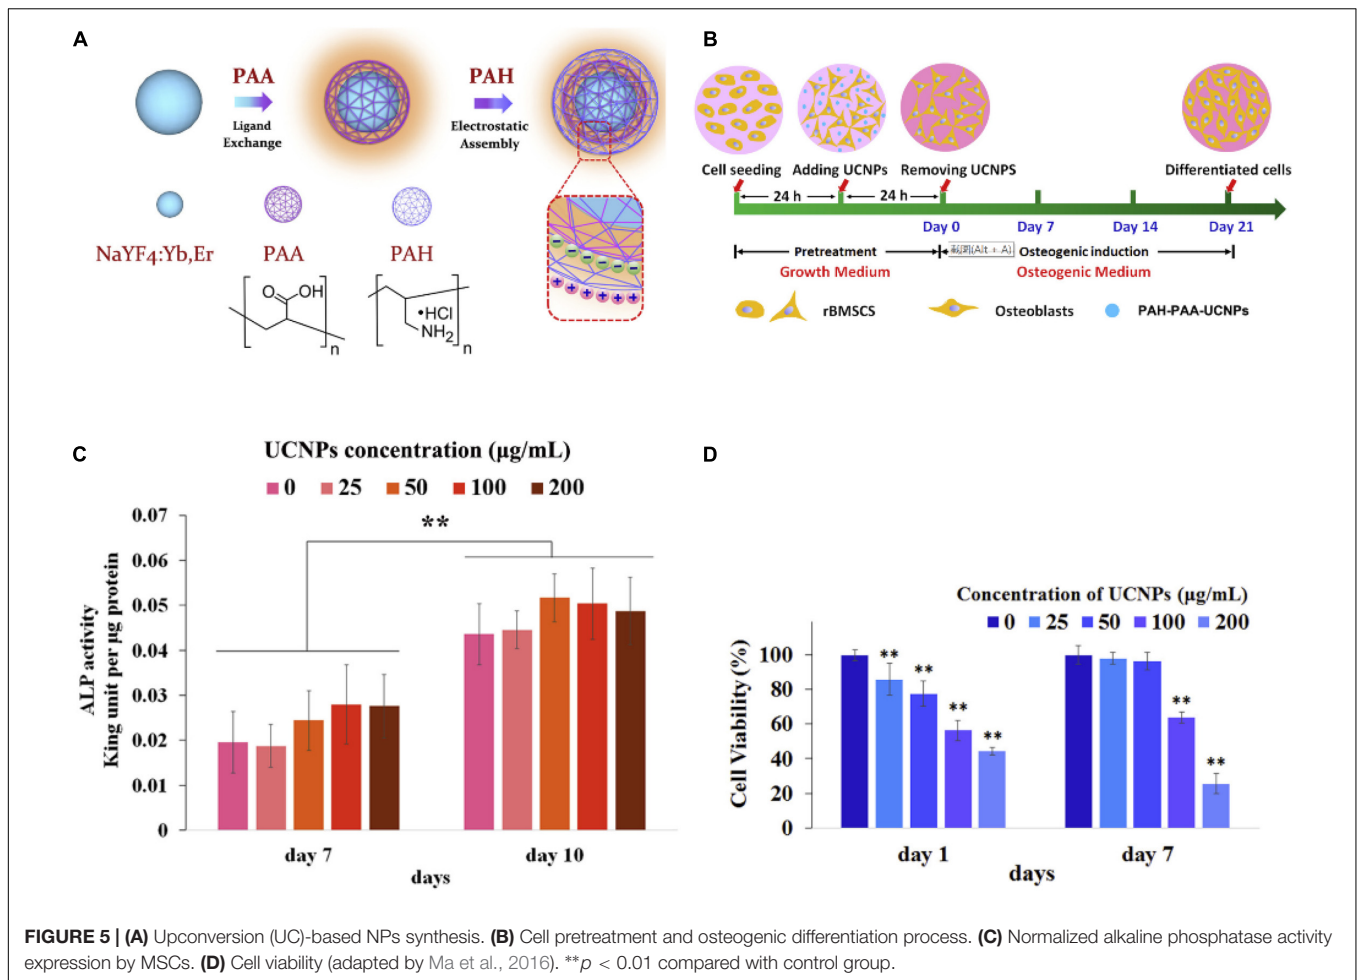 A
PAA
Ligand
Exchange
PAH
Electrostatic
Assembly
NaYF4:Yb,Er
PAA
PAH
OH
O
n
•HCl
NH2
n
B
Cell seeding
Adding UCNPs
Removing UCNPS
Differentiated cells
24 h
24 h
Day 0
Day 7
Day 14
Day 21
Pretreatment
截图(Alt + A)
Osteogenic induction
Growth Medium
Osteogenic Medium
rBMSCS
Osteoblasts
PAH-PAA-UCNPs
C
UCNPs concentration (μg/mL)
0 25 50 100 200
ALP activity
King unit per μg protein
0.07
0.06
0.05
0.04
0.03
0.02
0.01
0
**
day 7
day 10
days
D
Concentration of UCNPs (μg/mL)
0 25 50 100 200
Cell Viability (%)
100
80
60
40
20
0
** ** ** **
** **
day 1
day 7
days
FIGURE 5 | (A) Upconversion (UC)-based NPs synthesis. (B) Cell pretreatment and osteogenic differentiation process. (C) Normalized alkaline phosphatase activity
expression by MSCs. (D) Cell viability (adapted by Ma et al., 2016). **p < 0.01 compared with control group.